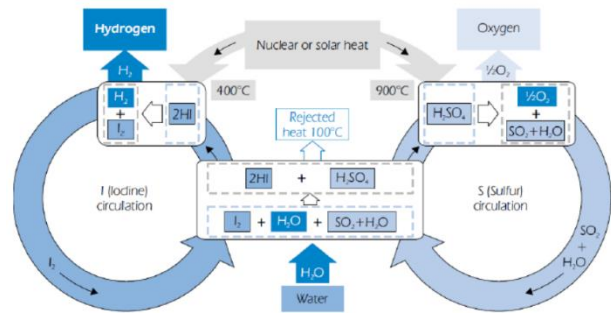 Hydrogen
Nuclear or solar heat
Oxygen
H₂
½O₂
400°C
900°C
H₂
+
I₂
2HI
Rejected
heat 100°C
H₂SO₄
½O₂
+
SO₂+H₂O
2HI + H₂SO₄
I₂ + H₂O + SO₂+H₂O
I (Iodine)
circulation
S (Sulfur)
circulation
I₂
SO₂
+
H₂O
H₂O
Water